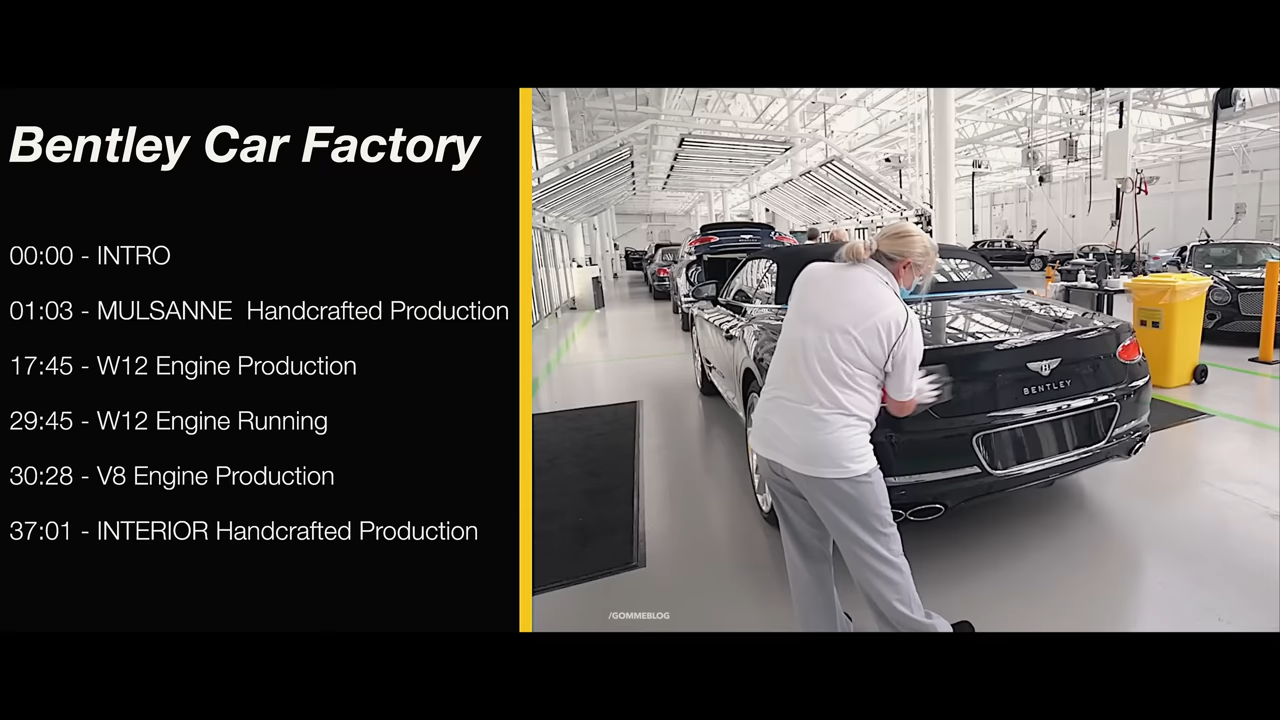 Bentley Car Factory
00:00 - INTRO
01:03 - MULSANNE  Handcrafted Production
17:45 - W12 Engine Production
29:45 - W12 Engine Running
30:28 - V8 Engine Production
37:01 - INTERIOR Handcrafted Production
B
BENTLEY
/GOMMEBLOG